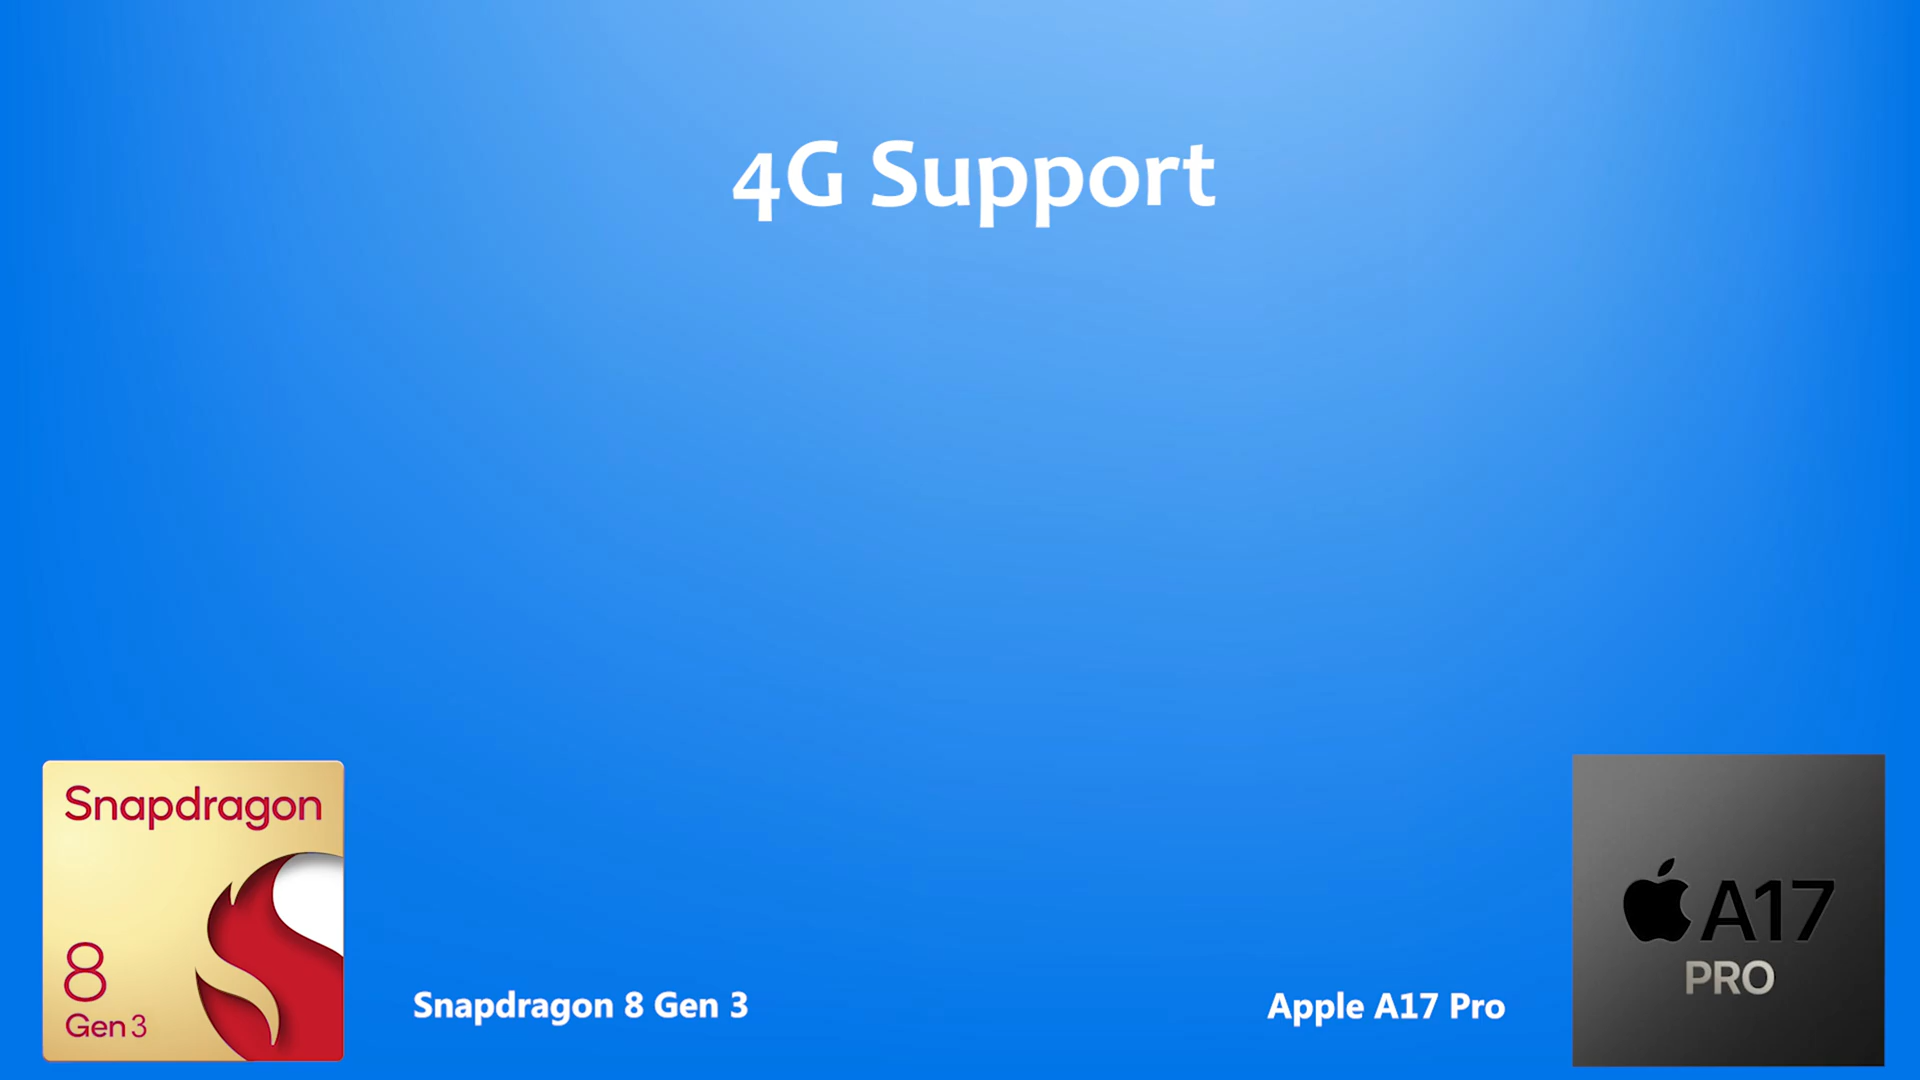 4G Support
Snapdragon
8
Gen 3
Snapdragon 8 Gen 3
Apple A17 Pro
A17
PRO